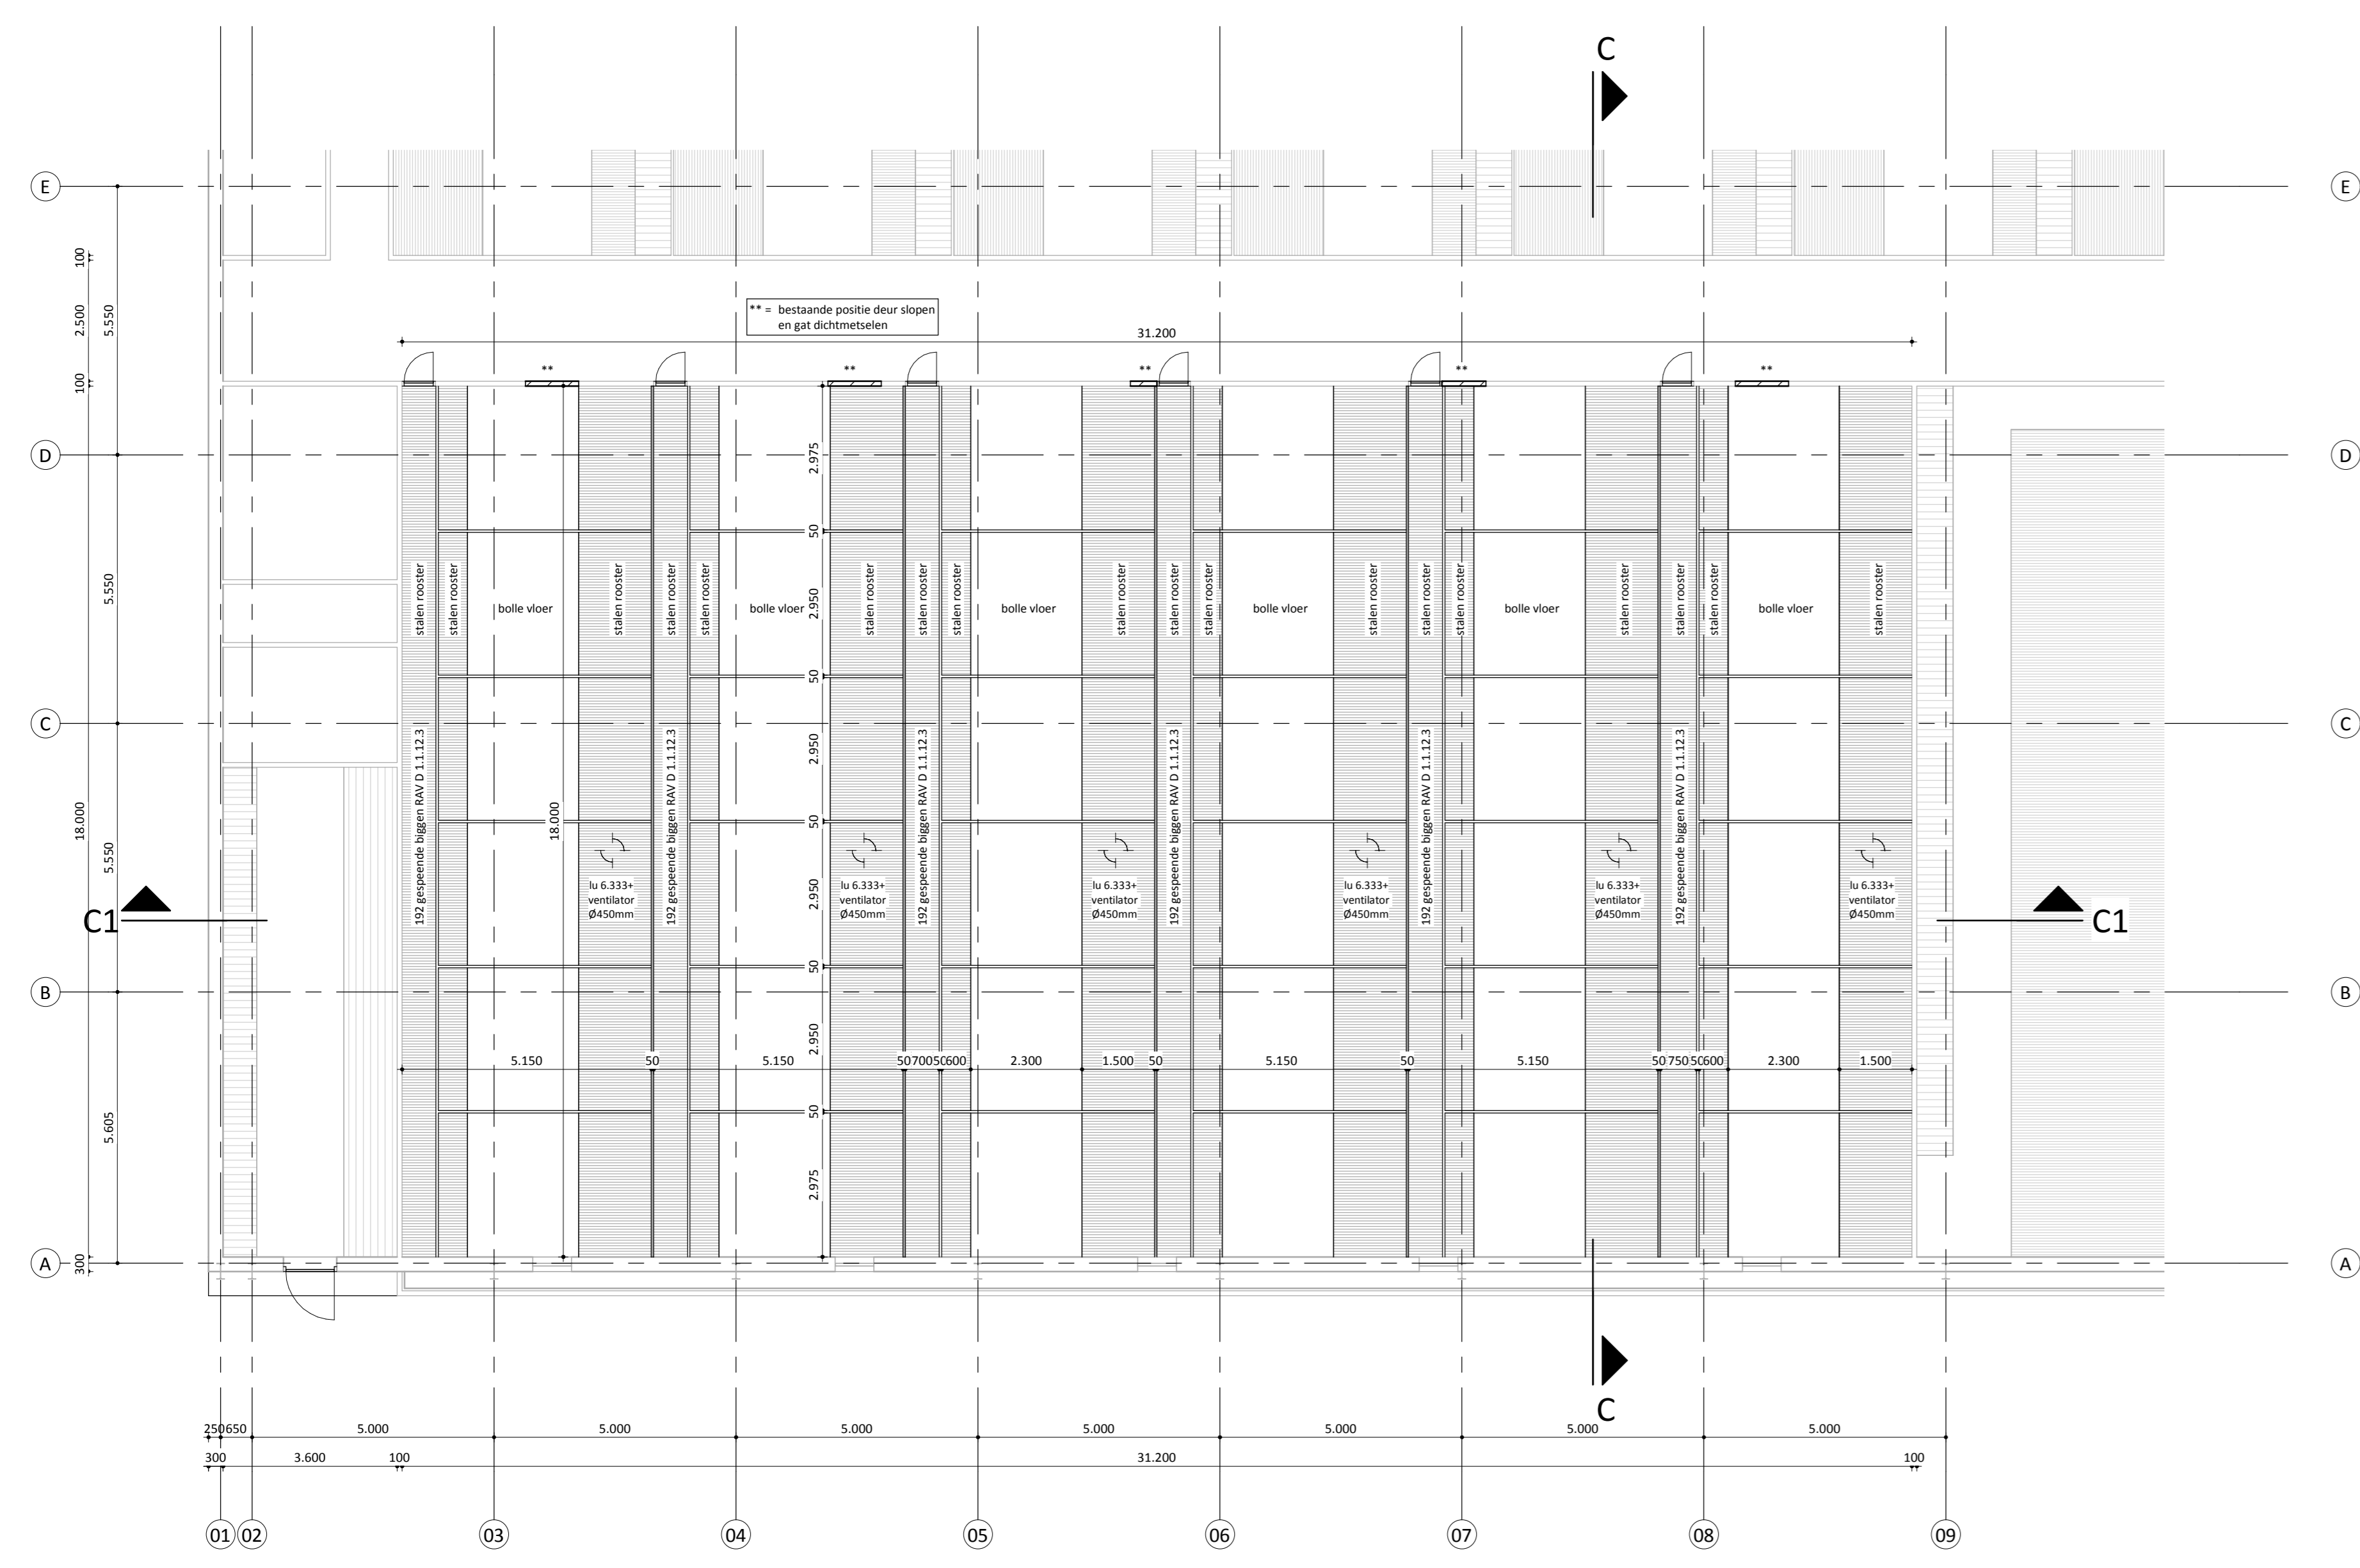 C
E
E
100
2.500
5.550
100
** = bestaande positie deur slopen
en gat dichtmetselen
31.200
**
**
**
**
**
D
D
2.975
50
stalen rooster
stalen rooster
bolle vloer
stalen rooster
stalen rooster
stalen rooster
bolle vloer
2.950
stalen rooster
stalen rooster
stalen rooster
bolle vloer
stalen rooster
stalen rooster
stalen rooster
bolle vloer
stalen rooster
stalen rooster
stalen rooster
bolle vloer
stalen rooster
stalen rooster
stalen rooster
bolle vloer
stalen rooster
5.550
50
C
C
2.950
192 gespeende biggen RAV D 1.1.12.3
192 gespeende biggen RAV D 1.1.12.3
192 gespeende biggen RAV D 1.1.12.3
192 gespeende biggen RAV D 1.1.12.3
192 gespeende biggen RAV D 1.1.12.3
192 gespeende biggen RAV D 1.1.12.3
18.000
5.550
18.000
50
2.950
lu 6.333+
ventilator
Ø450mm
lu 6.333+
ventilator
Ø450mm
lu 6.333+
ventilator
Ø450mm
lu 6.333+
ventilator
Ø450mm
lu 6.333+
ventilator
Ø450mm
lu 6.333+
ventilator
Ø450mm
C1
C1
50
B
B
2.950
5.150
50
5.150
50
700
50
600
2.300
1.500
50
5.150
50
5.150
50
750
50
600
2.300
1.500
5.605
50
2.975
A
A
300
C
250
650
5.000
5.000
5.000
5.000
5.000
5.000
5.000
300
3.600
100
31.200
100
01
02
03
04
05
06
07
08
09